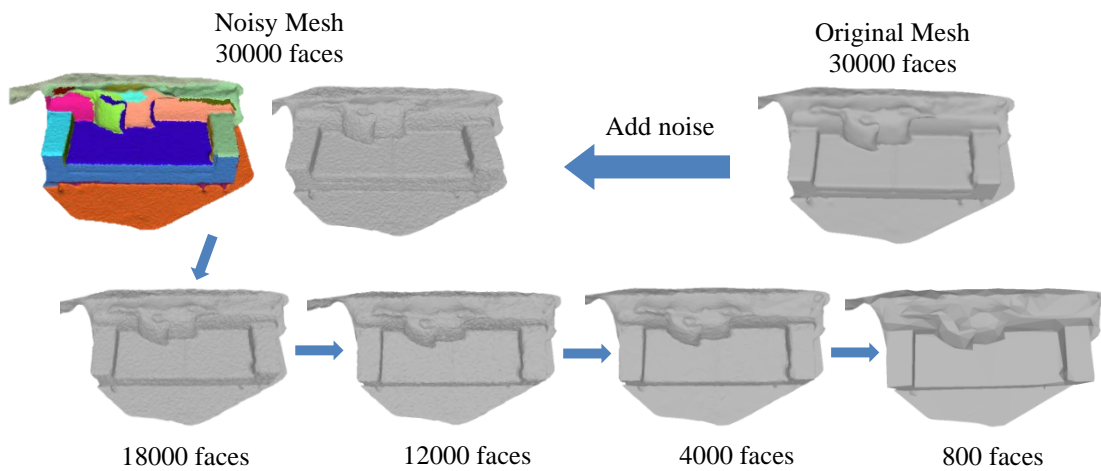 Noisy Mesh
30000 faces
Original Mesh
30000 faces
Add noise
18000 faces
12000 faces
4000 faces
800 faces